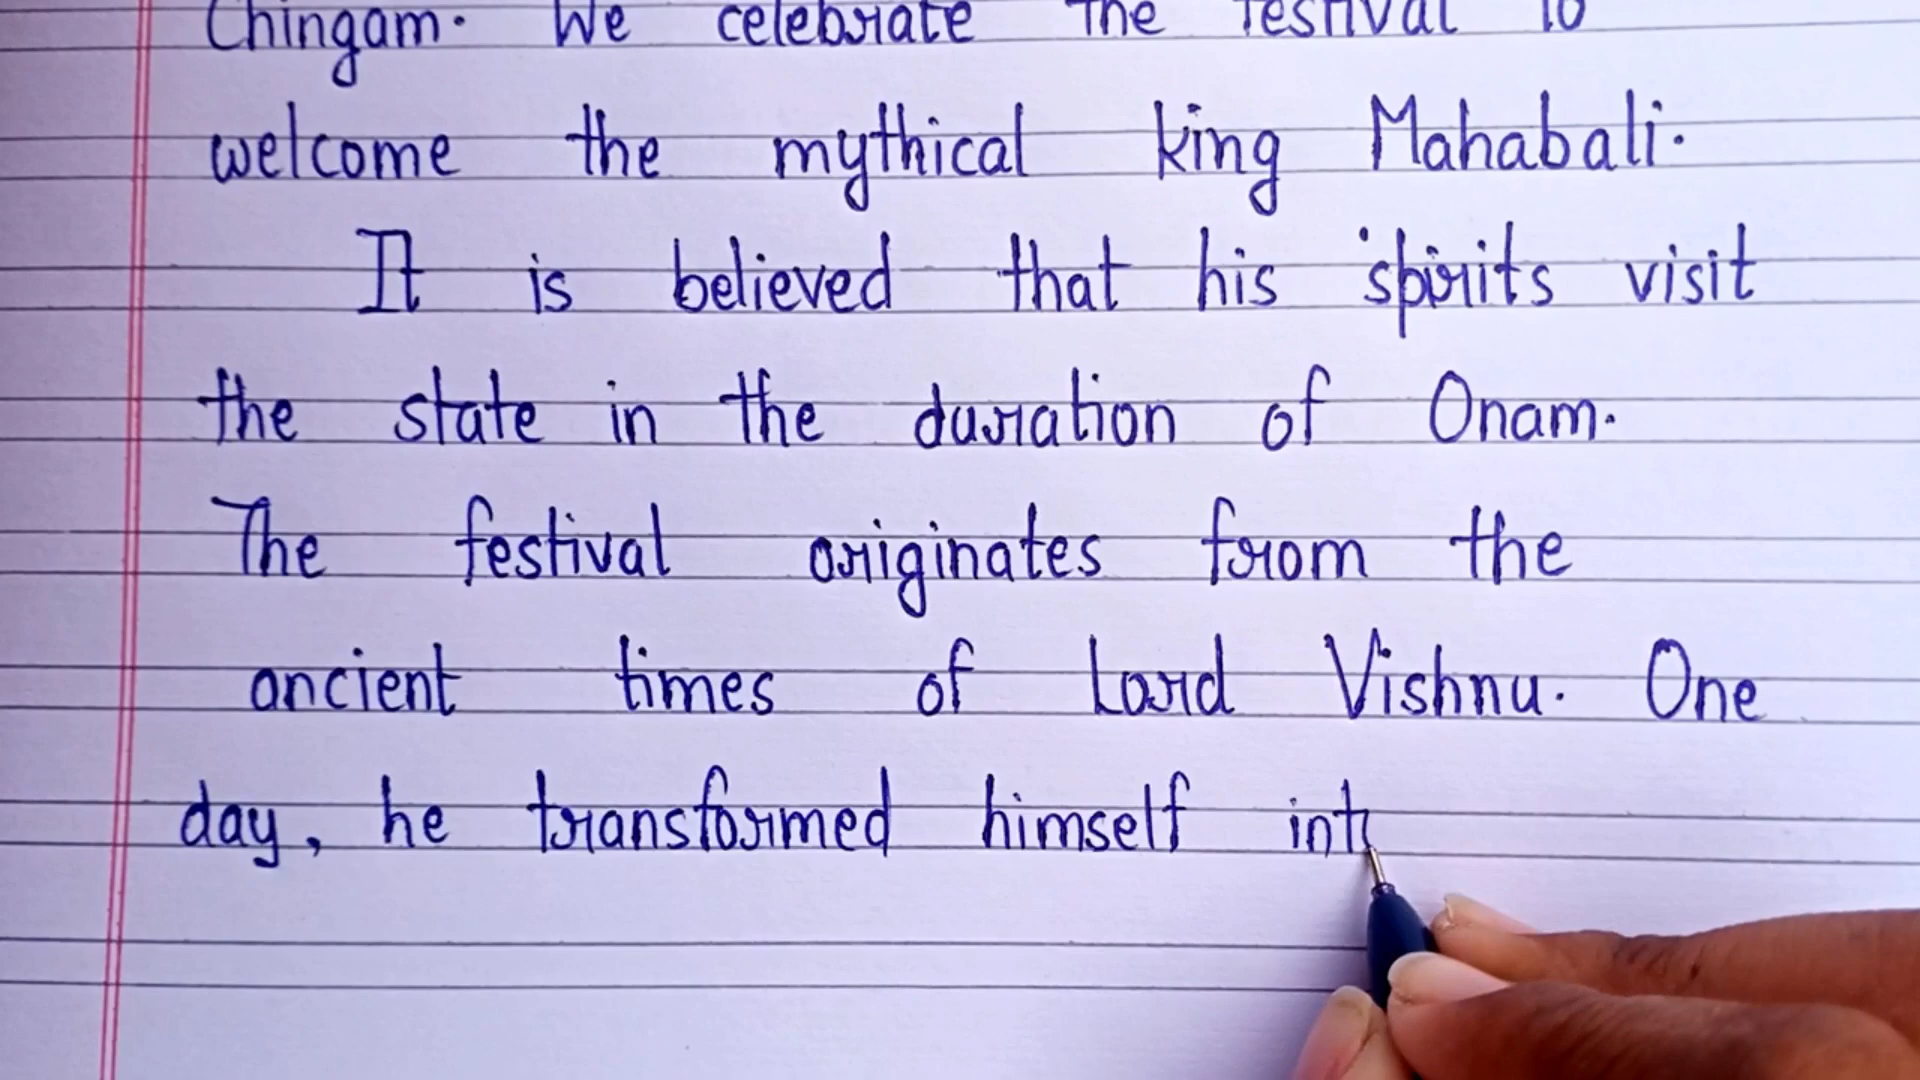 Chingam. We celebrate the festival to
welcome the mythical king Mahabali.
It is believed that his spirits visit
the state in the duration of Onam.
The festival originates from the
ancient times of Lord Vishnu. One
day, he transformed himself int